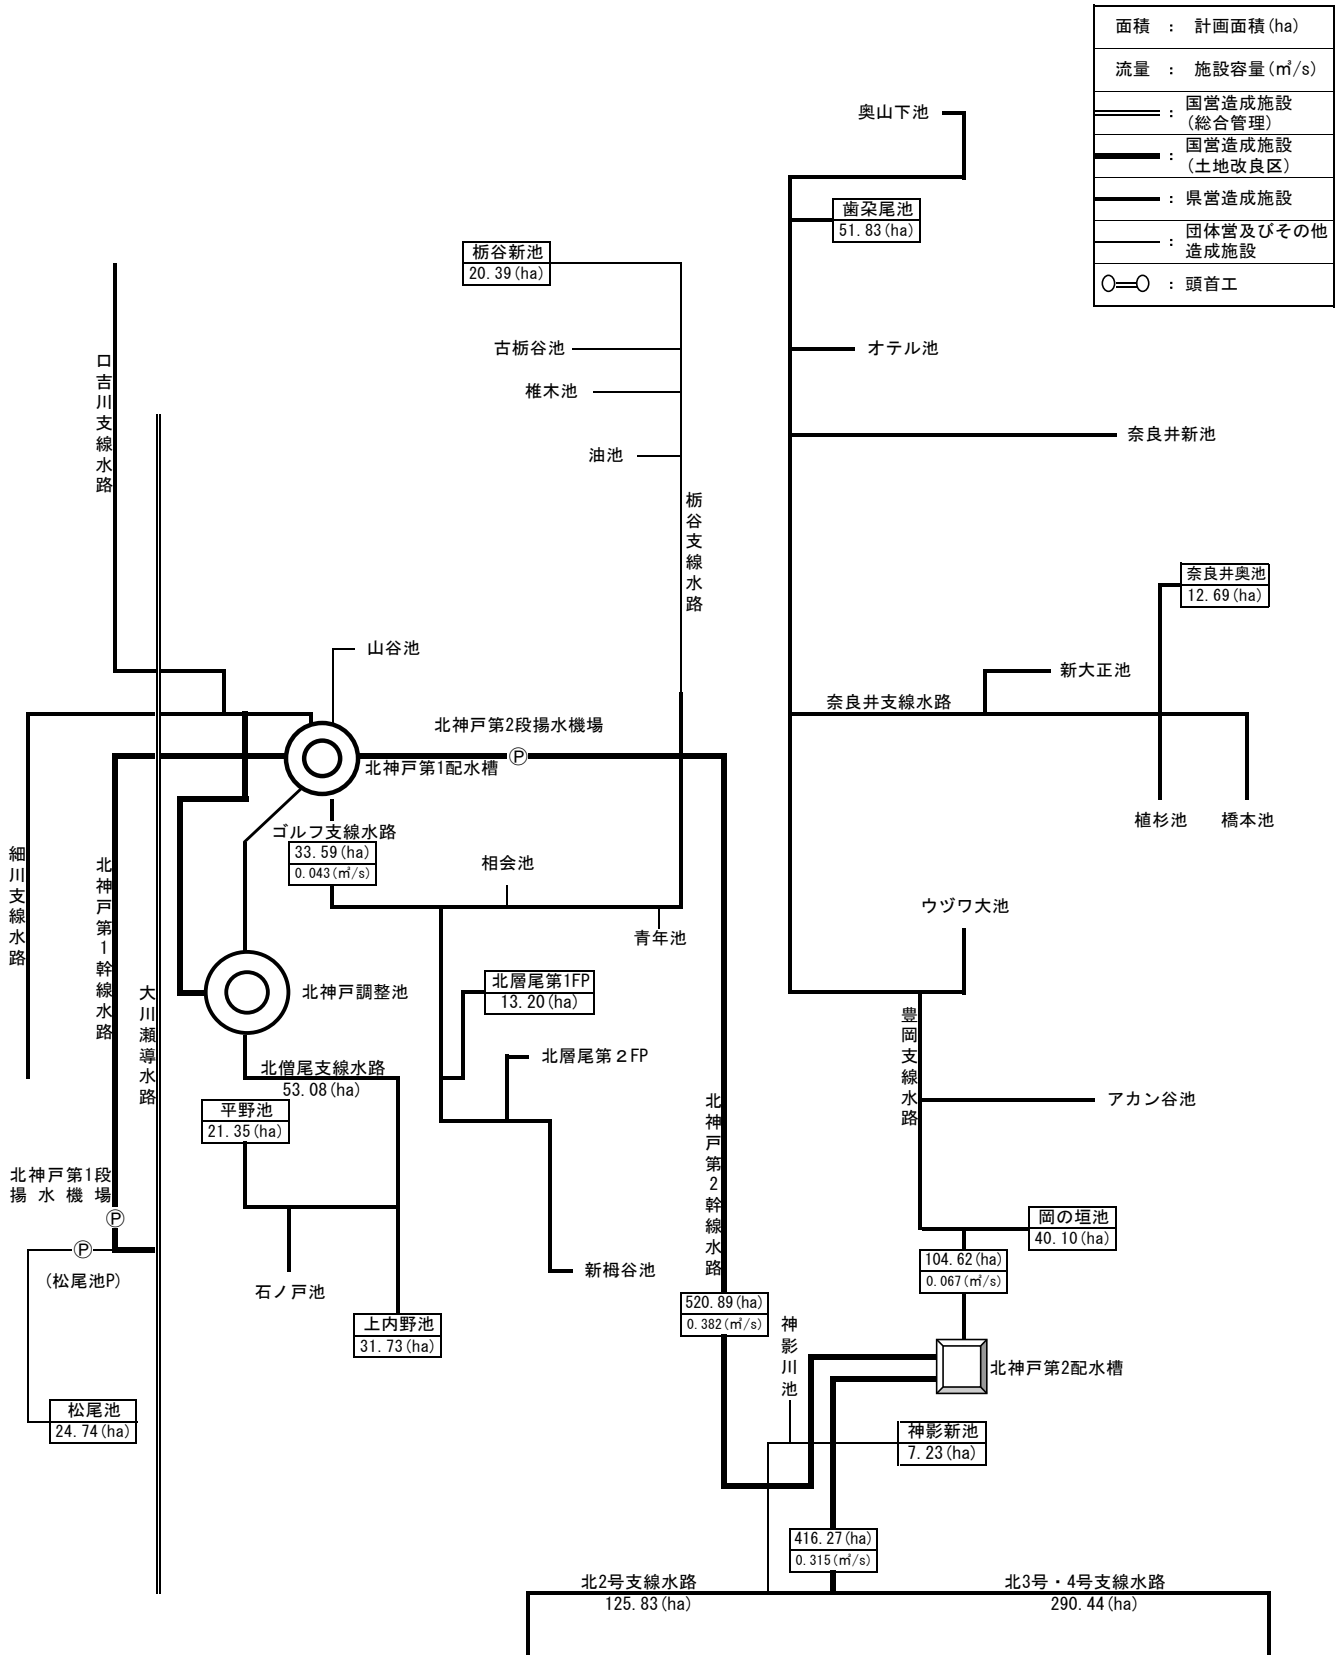 面積 ： 計画面積(ha)
流量 ： 施設容量(㎥/s)
： 国営造成施設
(総合管理)
： 国営造成施設
(土地改良区)
： 県営造成施設
： 団体営及びその他
造成施設
： 頭首工
奥山下池
歯朶尾池
51.83(ha)
栃谷新池
20.39(ha)
古栃谷池
椎木池
油池
オテル池
奈良井新池
口吉川支線水路
栃谷支線水路
奈良井奥池
12.69(ha)
山谷池
新大正池
奈良井支線水路
北神戸第2段揚水機場
Ⓟ
北神戸第1配水槽
植杉池
橋本池
ゴルフ支線水路
33.59(ha)
0.043(㎥/s)
相会池
青年池
ウヅワ大池
細川支線水路
北神戸第1幹線水路
大川瀬導水路
北神戸調整池
北層尾第1FP
13.20(ha)
北層尾第２FP
豊岡支線水路
アカン谷池
北僧尾支線水路
53.08(ha)
平野池
21.35(ha)
北神戸第2幹線水路
北神戸第1段
揚水機場
Ⓟ
Ⓟ
(松尾池P)
石ノ戸池
新栂谷池
岡の垣池
40.10(ha)
104.62(ha)
0.067(㎥/s)
上内野池
31.73(ha)
520.89(ha)
0.382(㎥/s)
神影川池
北神戸第2配水槽
松尾池
24.74(ha)
神影新池
7.23(ha)
416.27(ha)
0.315(㎥/s)
北2号支線水路
125.83(ha)
北3号・4号支線水路
290.44(ha)